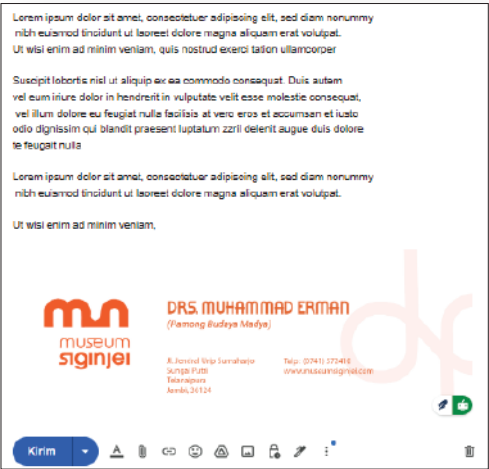 Lorem ipsum dolor sit amet, consectetuer adipiscing elit, sed diam nonummy
nibh euismod tincidunt ut laoreet dolore magna aliquam erat volutpat.
Ut wisi enim ad minim veniam, quis nostrud exerci tation ullamcorper
Suscipit lobortis nisl ut aliquip ex ea commodo consequat. Duis autem
vel eum iriure dolor in hendrerit in vulputate velit esse molestie consequat,
vel illum dolore eu feugiat nulla facilisis at vero eros et accumsan et iusto
odio dignissim qui blandit praesent luptatum zzril delenit augue duis dolore
te feugait nulla
Lorem ipsum dolor sit amet, consectetuer adipiscing elit, sed diam nonummy
nibh euismod tincidunt ut laoreet dolore magna aliquam erat volutpat.
Ut wisi enim ad minim veniam,
museum
siginjei
DRS. MUHAMMAD ERMAN
(Pamong Budaya Madya)
Jl. Jend Urip Sumoharjo
Sungai Putri
Telanaipura
Jambi, 36124
Telp: (0741) 573410
www.museumsiginjei.com
Kirim